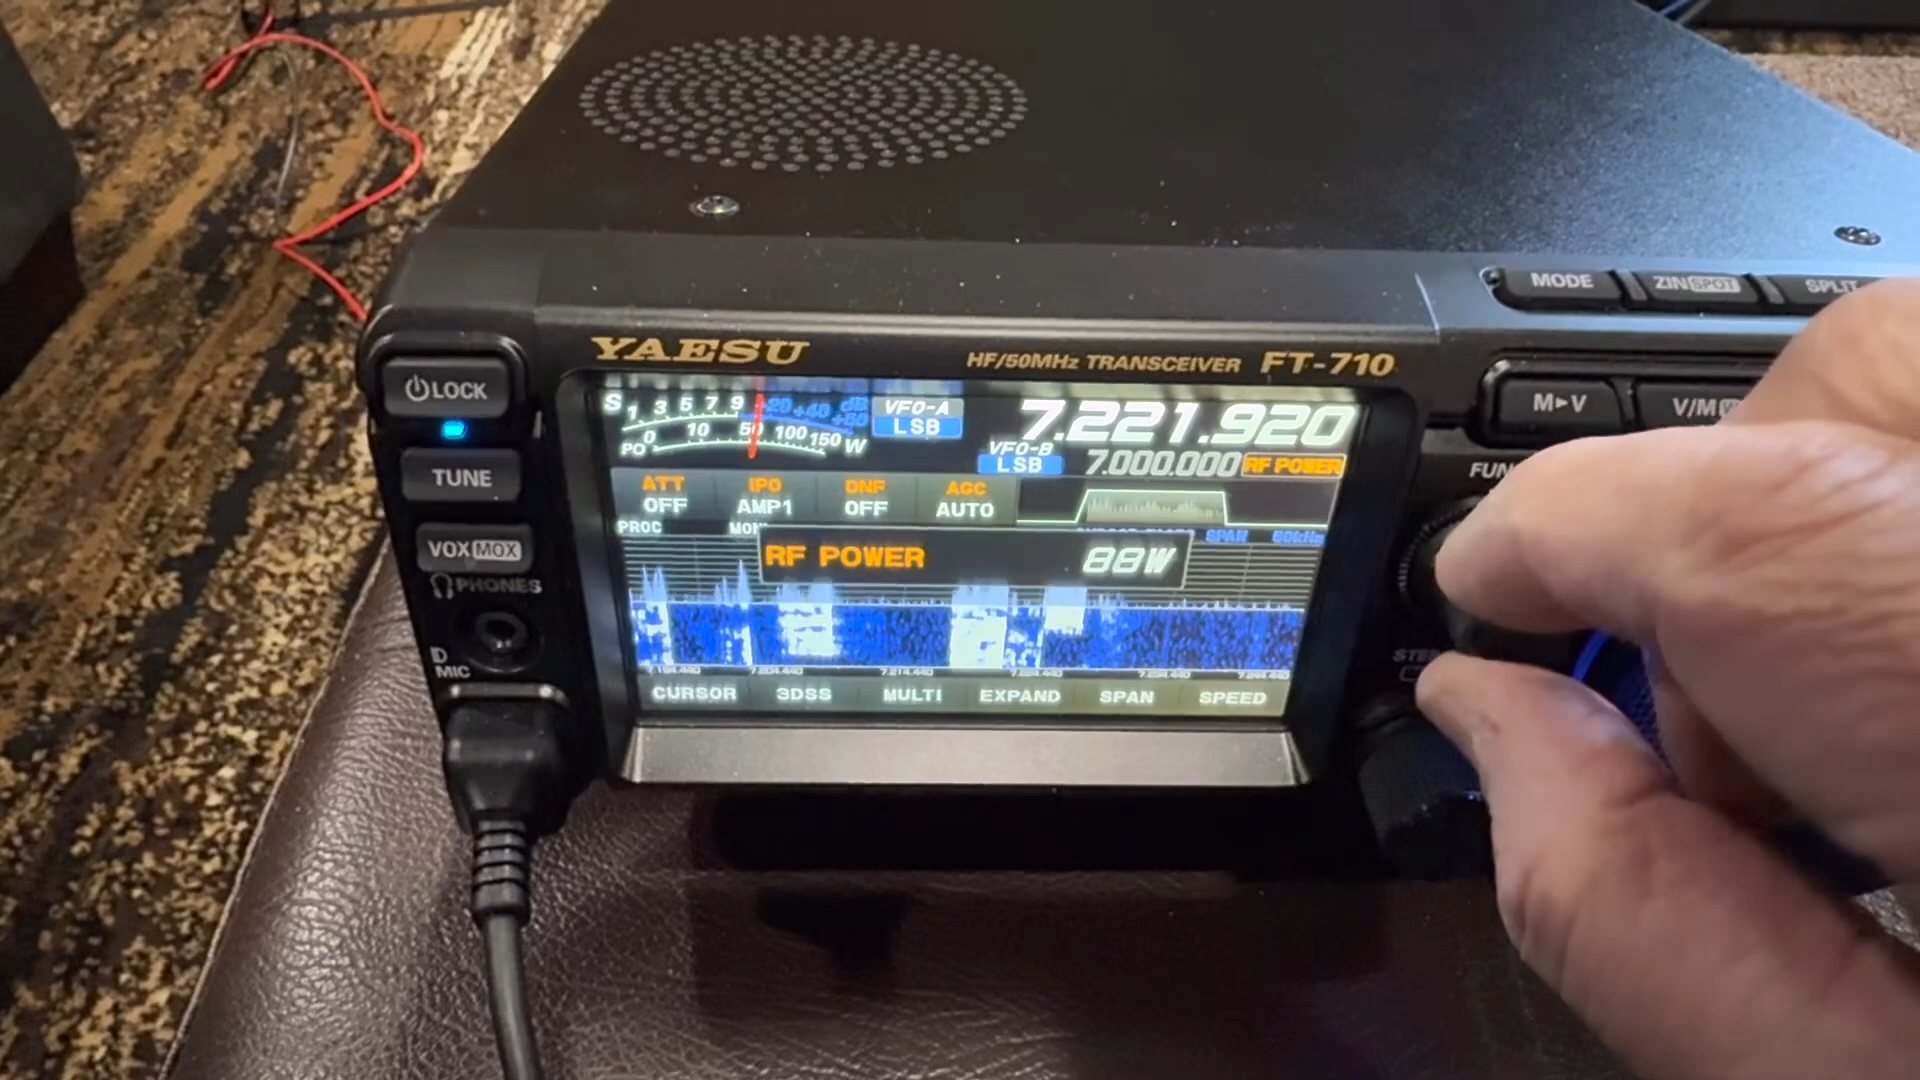 MODE ZIN SPOT SPLIT
YAESU HF/50MHz TRANSCEIVER FT-710
LOCK
M►V V/M
S 1 3 5 7 9 +20 +40 +60 dB
PO 0 10 50 100 150 W
VFO-A
LSB
7.221.920
VFO-B
LSB
7.000.000 RF POWER
TUNE
FUN
ATT IPO DNF AGC
OFF AMP1 OFF AUTO
PROC MON
SPAN
VOX MOX
RF POWER 88W
PHONES
MIC
CURSOR 3DSS MULTI EXPAND SPAN SPEED